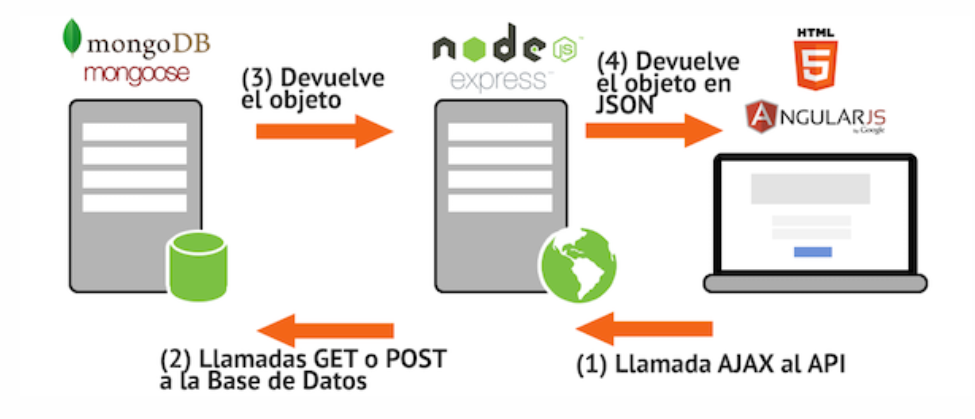 mongoDB
mongoose
(3) Devuelve
el objeto
node JS
express
(4) Devuelve
el objeto en
JSON
HTML
5
ANGULARJS
by Google
(2) Llamadas GET o POST
a la Base de Datos
(1) Llamada AJAX al API